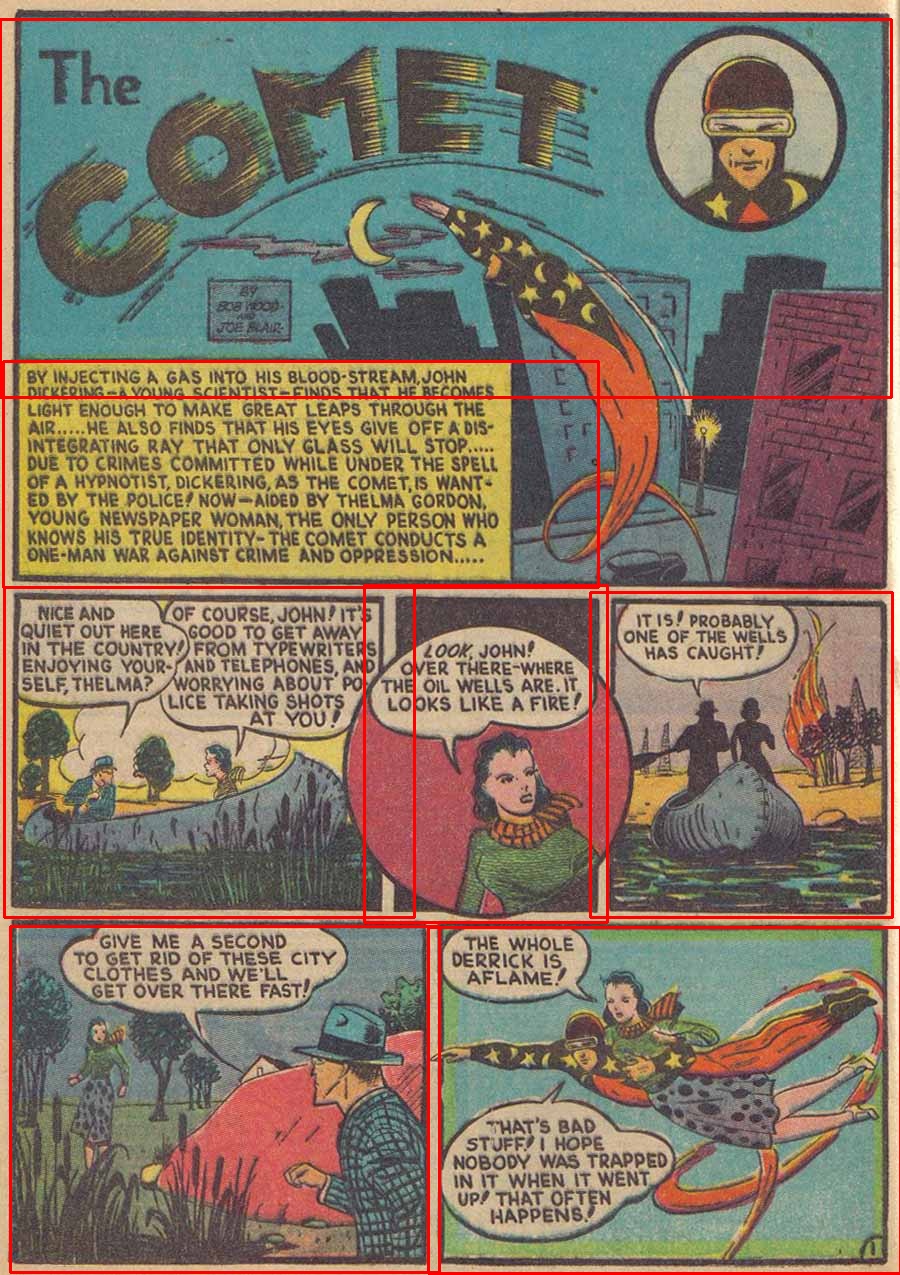 The
COMET
BY
BOB WOOD
AND
JOE BLAIR
BY INJECTING A GAS INTO HIS BLOOD-STREAM, JOHN
DICKERING—A YOUNG SCIENTIST—FINDS THAT HE BECOMES
LIGHT ENOUGH TO MAKE GREAT LEAPS THROUGH THE
AIR.....HE ALSO FINDS THAT HIS EYES GIVE OFF A DIS-
INTEGRATING RAY THAT ONLY GLASS WILL STOP.....
DUE TO CRIMES COMMITTED WHILE UNDER THE SPELL
OF A HYPNOTIST, DICKERING, AS THE COMET, IS WANT-
ED BY THE POLICE! NOW—AIDED BY THELMA GORDON,
YOUNG NEWSPAPER WOMAN, THE ONLY PERSON WHO
KNOWS HIS TRUE IDENTITY-THE COMET CONDUCTS A
ONE-MAN WAR AGAINST CRIME AND OPPRESSION.....
NICE AND
QUIET OUT HERE
IN THE COUNTRY!
ENJOYING YOUR-
SELF, THELMA?
OF COURSE, JOHN! IT'S
GOOD TO GET AWAY
FROM TYPEWRITERS
AND TELEPHONES, AND
WORRYING ABOUT PO-
LICE TAKING SHOTS
AT YOU!
LOOK, JOHN!
OVER THERE-WHERE
THE OIL WELLS ARE. IT
LOOKS LIKE A FIRE!
IT IS! PROBABLY
ONE OF THE WELLS
HAS CAUGHT!
GIVE ME A SECOND
TO GET RID OF THESE CITY
CLOTHES AND WE'LL
GET OVER THERE FAST!
THE WHOLE
DERRICK IS
AFLAME!
THAT'S BAD
STUFF! I HOPE
NOBODY WAS TRAPPED
IN IT WHEN IT WENT
UP! THAT OFTEN
HAPPENS!
1